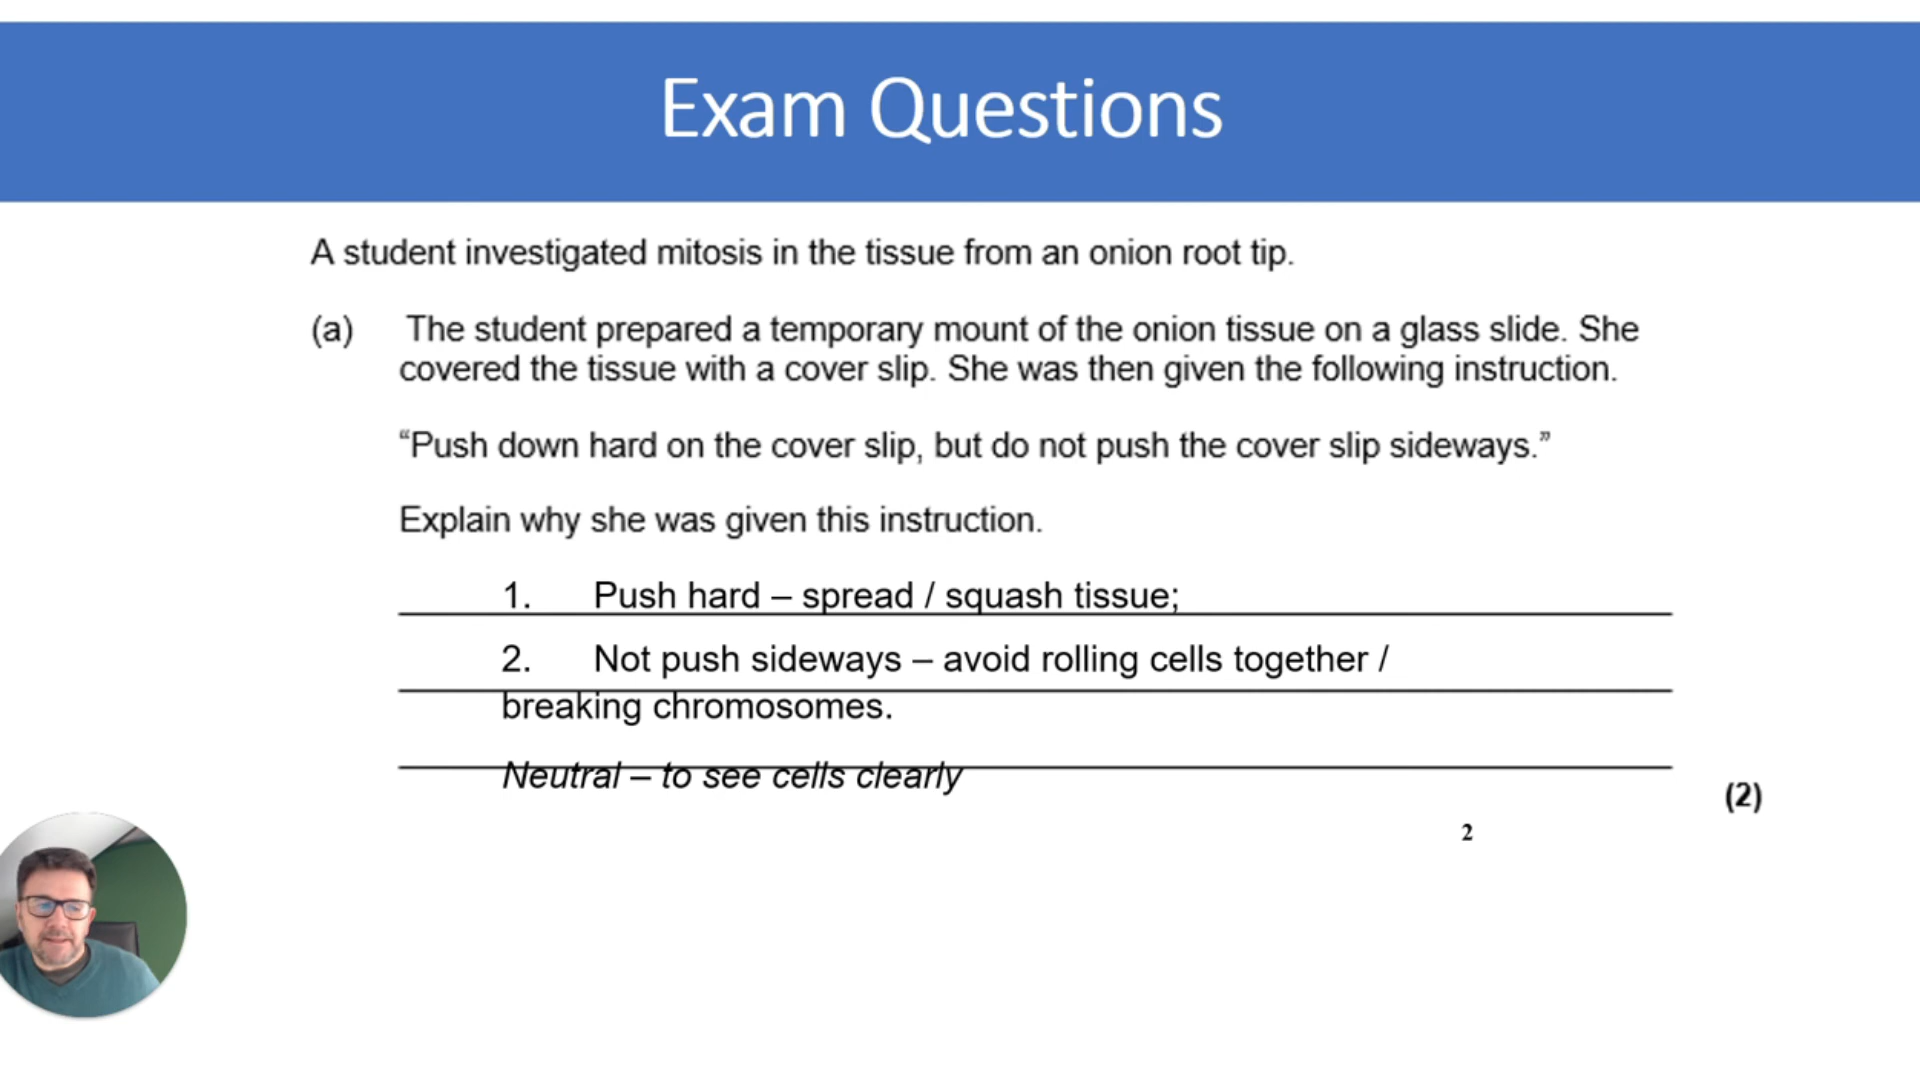 Exam Questions
A student investigated mitosis in the tissue from an onion root tip.
(a) The student prepared a temporary mount of the onion tissue on a glass slide. She
covered the tissue with a cover slip. She was then given the following instruction.
“Push down hard on the cover slip, but do not push the cover slip sideways.”
Explain why she was given this instruction.
1. Push hard – spread / squash tissue;
2. Not push sideways – avoid rolling cells together /
breaking chromosomes.
Neutral – to see cells clearly
(2)
2